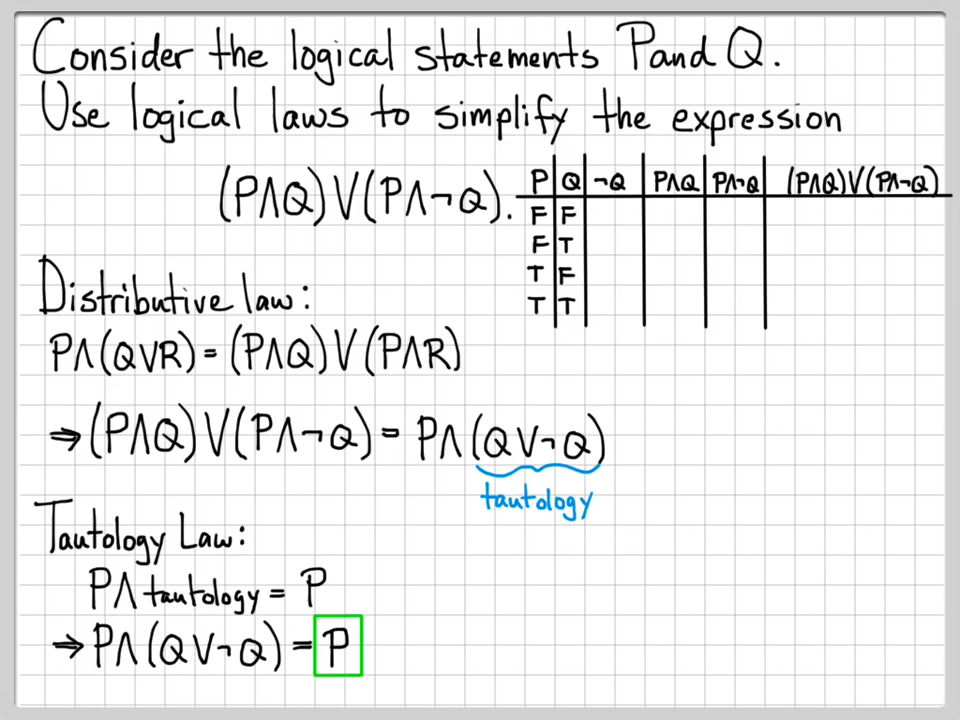 Consider the logical statements P and Q.
Use logical laws to simplify the expression
(P∧Q)∨(P∧¬Q).
P Q ¬Q P∧Q P∧¬Q (P∧Q)∨(P∧¬Q)
F F
F T
T F
T T
Distributive law:
P∧(Q∨R) = (P∧Q)∨(P∧R)
⇒ (P∧Q)∨(P∧¬Q) = P∧(Q∨¬Q)
tautology
Tautology Law:
P∧ tautology = P
⇒ P∧(Q∨¬Q) = P